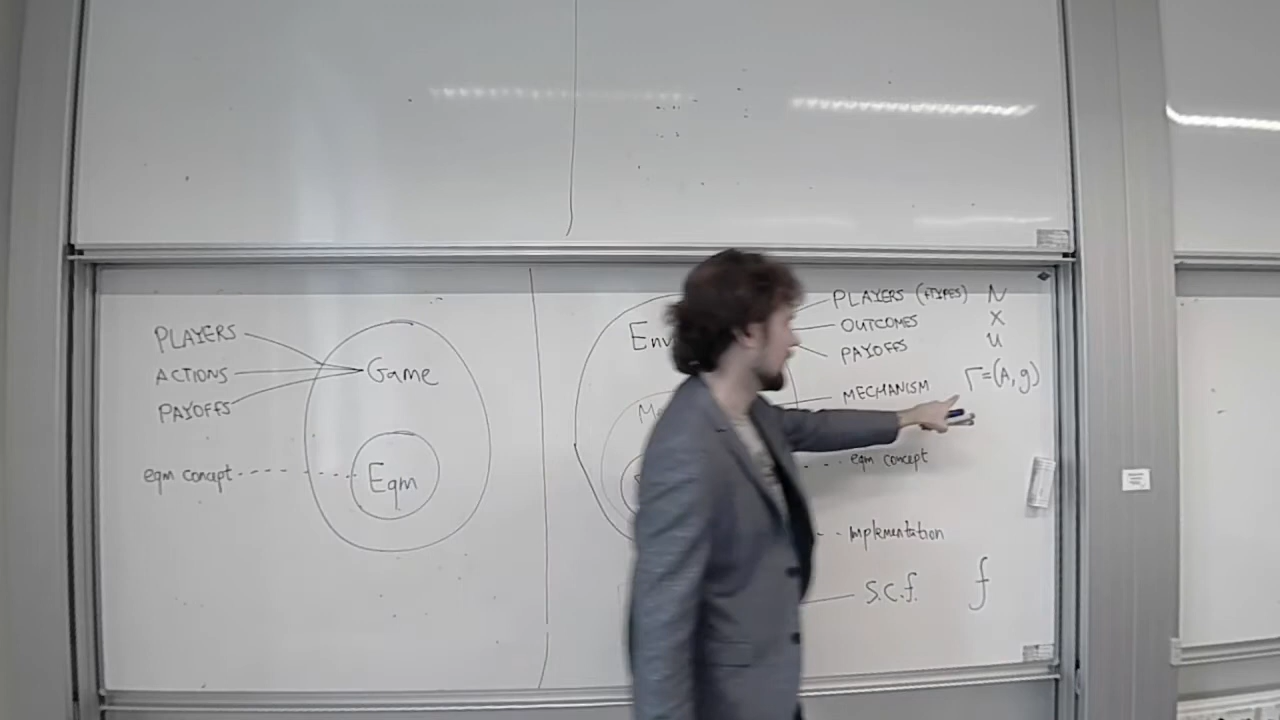 PLAYERS
ACTIONS
PAYOFFS
Game
eqm concept
Eqm
Env
PLAYERS (+TYPES) N
OUTCOMES X
PAYOFFS u
MECHANISM Γ=(A,g)
eqm concept
Implementation
S.C.f. f